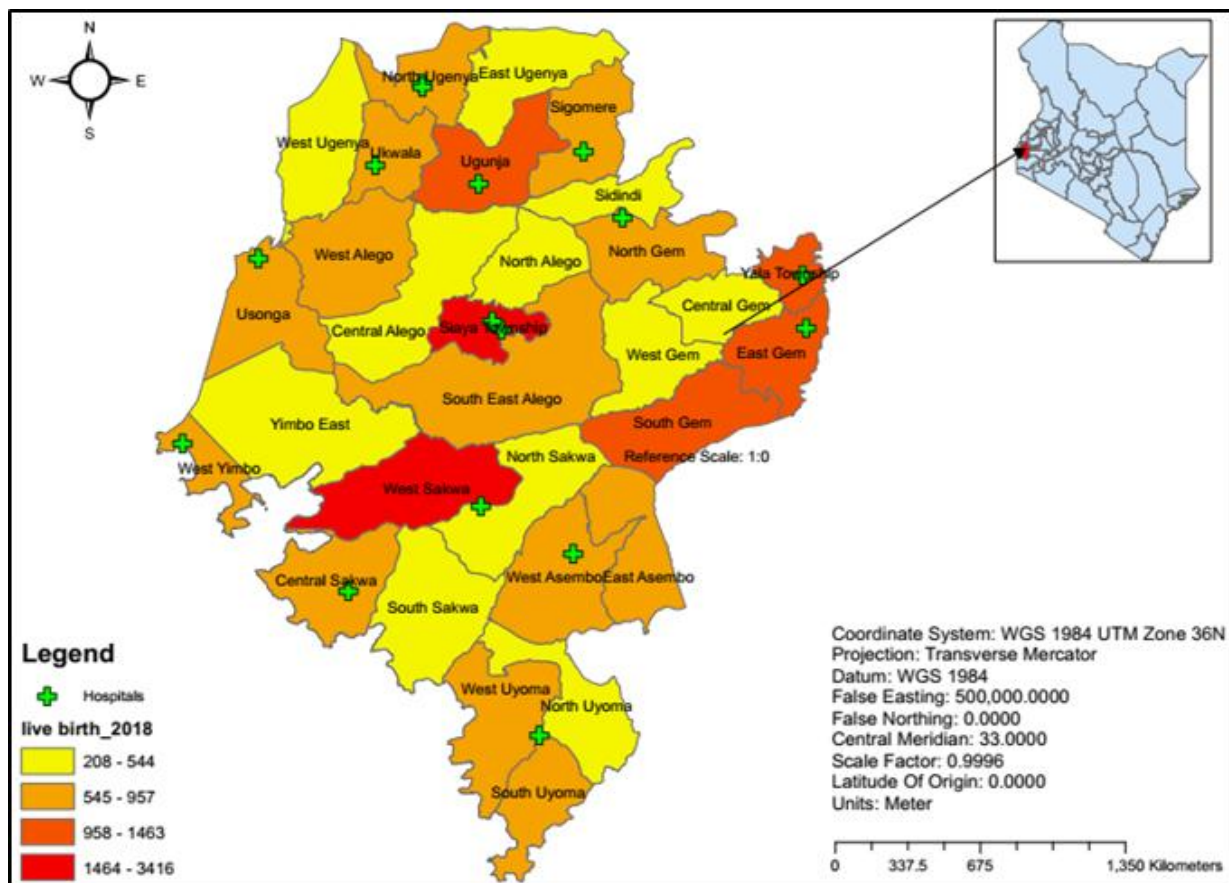 N
W
E
S
North Ugenya
East Ugenya
Sigomere
West Ugenya
Ukwala
Ugunja
Sidindi
West Alego
North Alego
North Gem
Yala Township
Usonga
Central Alego
Siaya Township
Central Gem
West Gem
East Gem
South East Alego
Yimbo East
South Gem
North Sakwa
Reference Scale: 1:0
West Yimbo
West Sakwa
Central Sakwa
West Asembo
East Asembo
South Sakwa
West Uyoma
North Uyoma
South Uyoma
Legend
Hospitals
live birth_2018
208 - 544
545 - 957
958 - 1463
1464 - 3416
Coordinate System: WGS 1984 UTM Zone 36N
Projection: Transverse Mercator
Datum: WGS 1984
False Easting: 500,000.0000
False Northing: 0.0000
Central Meridian: 33.0000
Scale Factor: 0.9996
Latitude Of Origin: 0.0000
Units: Meter
0 337.5 675 1,350 Kilometers